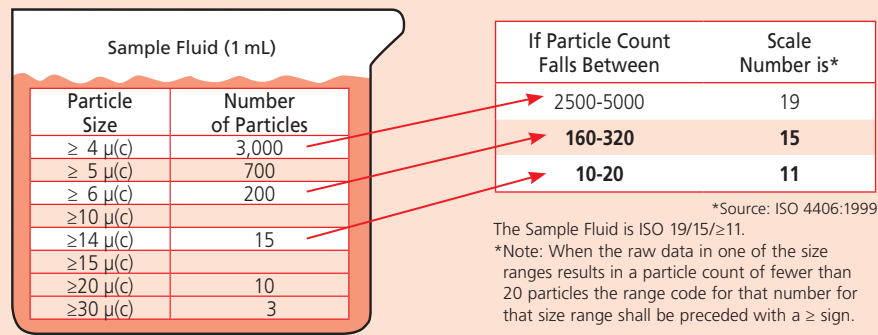 Sample Fluid (1 mL)
Particle Size Number of Particles
≥ 4 µ(c) 3,000
≥ 5 µ(c) 700
≥ 6 µ(c) 200
≥10 µ(c)
≥14 µ(c) 15
≥15 µ(c)
≥20 µ(c) 10
≥30 µ(c) 3
If Particle Count Falls Between Scale Number is*
2500-5000 19
160-320 15
10-20 11
*Source: ISO 4406:1999
The Sample Fluid is ISO 19/15/≥11.
*Note: When the raw data in one of the size
ranges results in a particle count of fewer than
20 particles the range code for that number for
that size range shall be preceded with a ≥ sign.